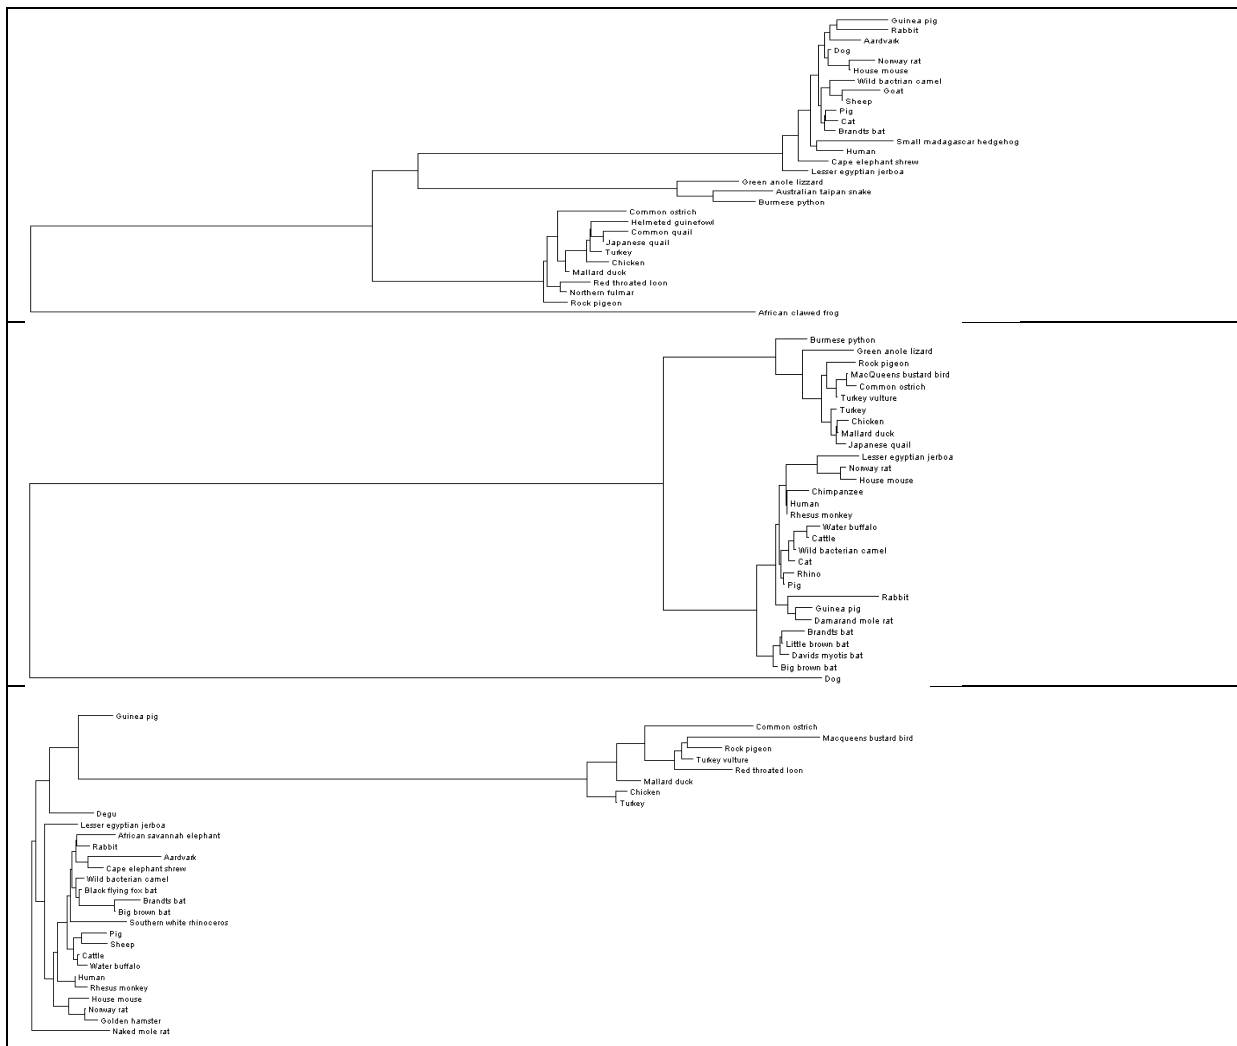 Guinea pig
Rabbit
Aardvark
Dog
Norway rat
House mouse
Wild bactrian camel
Goat
Sheep
Pig
Cat
Brandts bat
Small madagascar hedgehog
Human
Cape elephant shrew
Lesser egyptian jerboa
Green anole lizzard
Australian taipan snake
Burmese python
Common ostrich
Helmeted guinefowl
Common quail
Japanese quail
Turkey
Chicken
Mallard duck
Red throated loon
Northern fulmar
Rock pigeon
African clawed frog
Burmese python
Green anole lizard
Rock pigeon
MacQueens bustard bird
Common ostrich
Turkey vulture
Turkey
Chicken
Mallard duck
Japanese quail
Lesser egyptian jerboa
Norway rat
House mouse
Chimpanzee
Human
Rhesus monkey
Water buffalo
Cattle
Wild bacterian camel
Cat
Rhino
Pig
Rabbit
Guinea pig
Damarand mole rat
Brandts bat
Little brown bat
Davids myotis bat
Big brown bat
Dog
Guinea pig
Common ostrich
Macqueens bustard bird
Rock pigeon
Turkey vulture
Red throated loon
Mallard duck
Chicken
Turkey
Degu
Lesser egyptian jerboa
African savannah elephant
Rabbit
Aardvark
Cape elephant shrew
Wild bacterian camel
Black flying fox bat
Brandts bat
Big brown bat
Southern white rhinoceros
Pig
Sheep
Cattle
Water buffalo
Human
Rhesus monkey
House mouse
Norway rat
Golden hamster
Naked mole rat